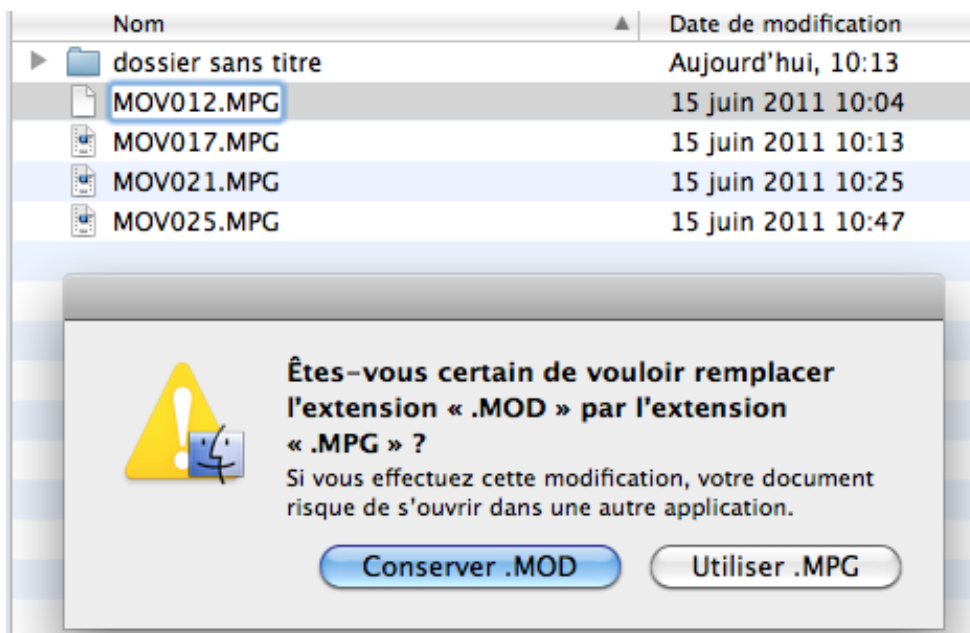 Nom Date de modification
dossier sans titre Aujourd'hui, 10:13
MOV012.MPG 15 juin 2011 10:04
MOV017.MPG 15 juin 2011 10:13
MOV021.MPG 15 juin 2011 10:25
MOV025.MPG 15 juin 2011 10:47
Êtes-vous certain de vouloir remplacer
l'extension « .MOD » par l'extension
« .MPG » ?
Si vous effectuez cette modification, votre document
risque de s'ouvrir dans une autre application.
Conserver .MOD Utiliser .MPG